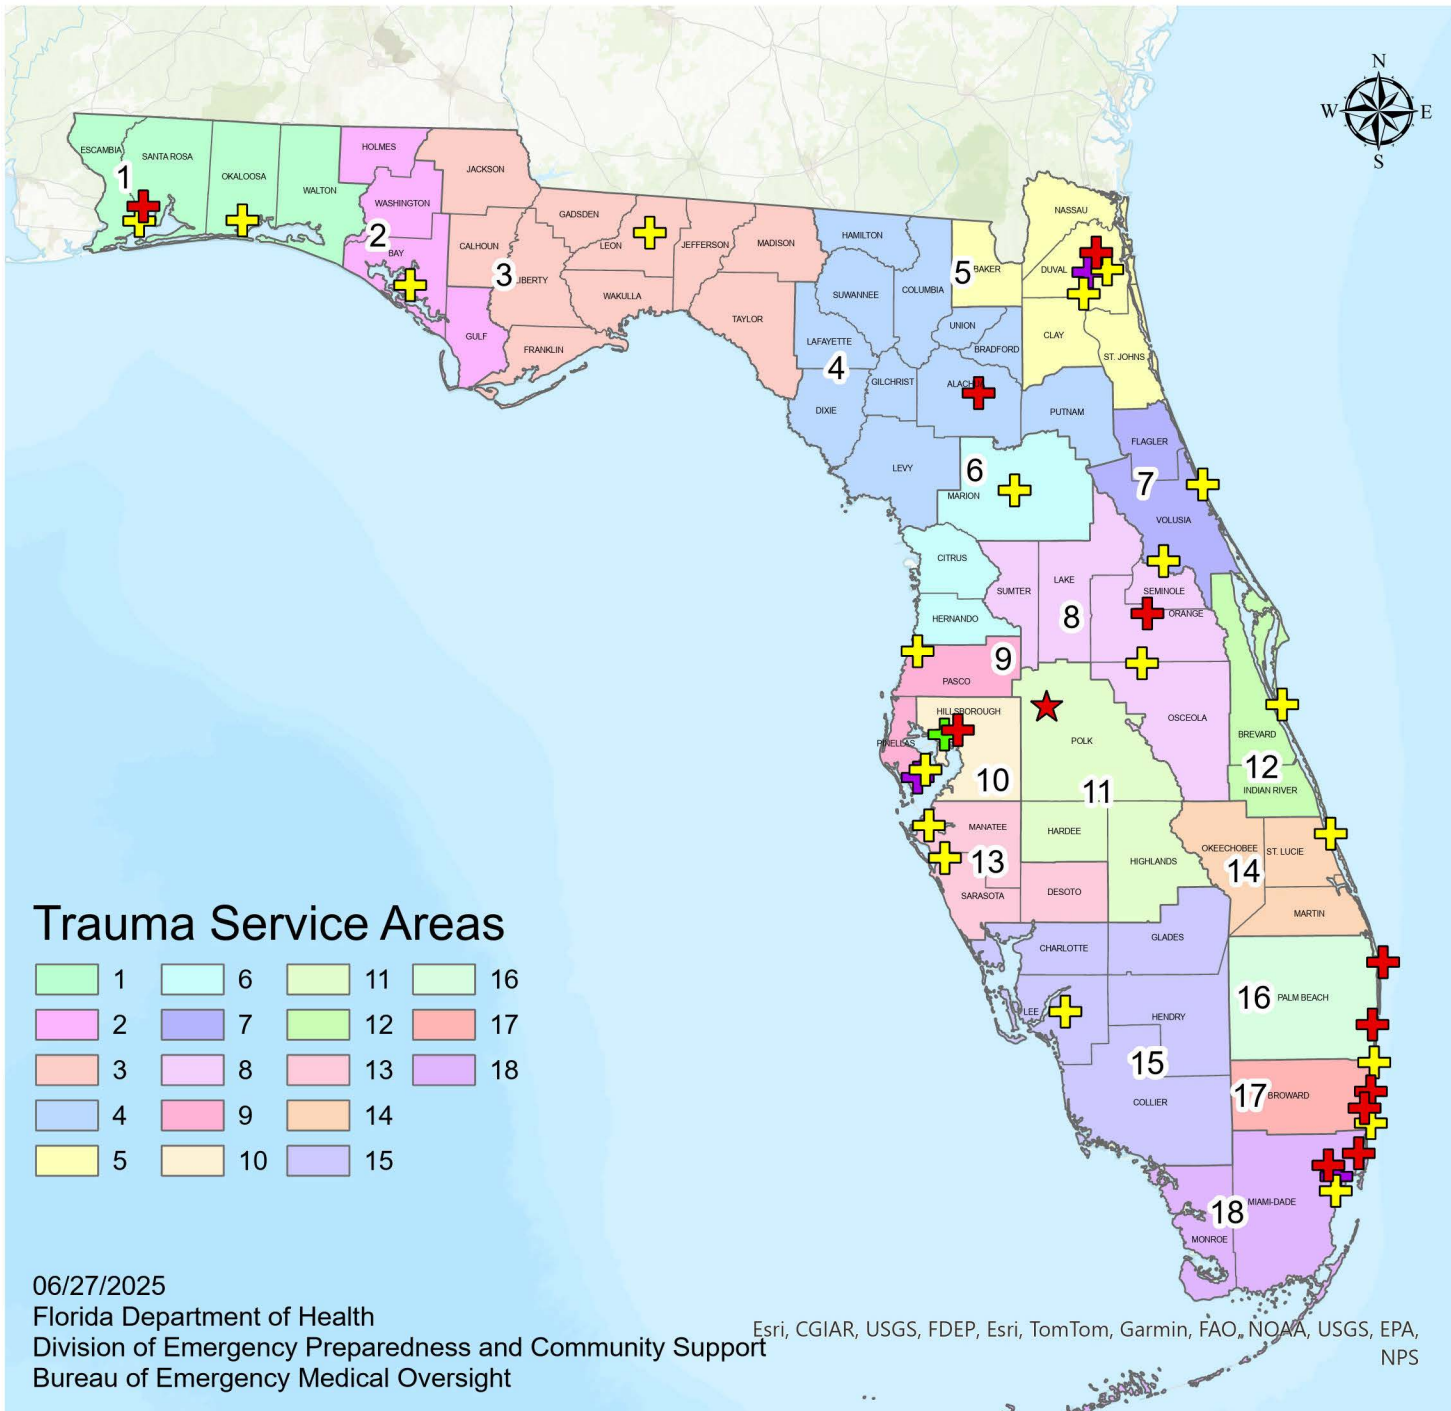 N
W E
S
ESCAMBIA
SANTA ROSA
OKALOOSA
WALTON
HOLMES
WASHINGTON
BAY
JACKSON
CALHOUN
GULF
GADSDEN
LIBERTY
FRANKLIN
LEON
WAKULLA
JEFFERSON
MADISON
TAYLOR
HAMILTON
SUWANNEE
COLUMBIA
LAFAYETTE
DIXIE
GILCHRIST
UNION
BRADFORD
LEVY
BAKER
NASSAU
DUVAL
CLAY
ST. JOHNS
PUTNAM
FLAGLER
MARION
VOLUSIA
CITRUS
SUMTER
LAKE
SEMINOLE
ORANGE
HERNANDO
PASCO
HILLSBOROUGH
POLK
OSCEOLA
BREVARD
INDIAN RIVER
MANATEE
HARDEE
HIGHLANDS
OKEECHOBEE
ST. LUCIE
SARASOTA
DESOTO
MARTIN
CHARLOTTE
GLADES
LEE
HENDRY
PALM BEACH
COLLIER
BROWARD
MIAMI-DADE
MONROE
1
2
3
4
5
6
7
8
9
10
11
12
13
14
15
16
17
18
Trauma Service Areas
1 6 11 16
2 7 12 17
3 8 13 18
4 9 14
5 10 15
06/27/2025
Florida Department of Health
Division of Emergency Preparedness and Community Support
Bureau of Emergency Medical Oversight
Esri, CGIAR, USGS, FDEP, Esri, TomTom, Garmin, FAO, NOAA, USGS, EPA,
NPS